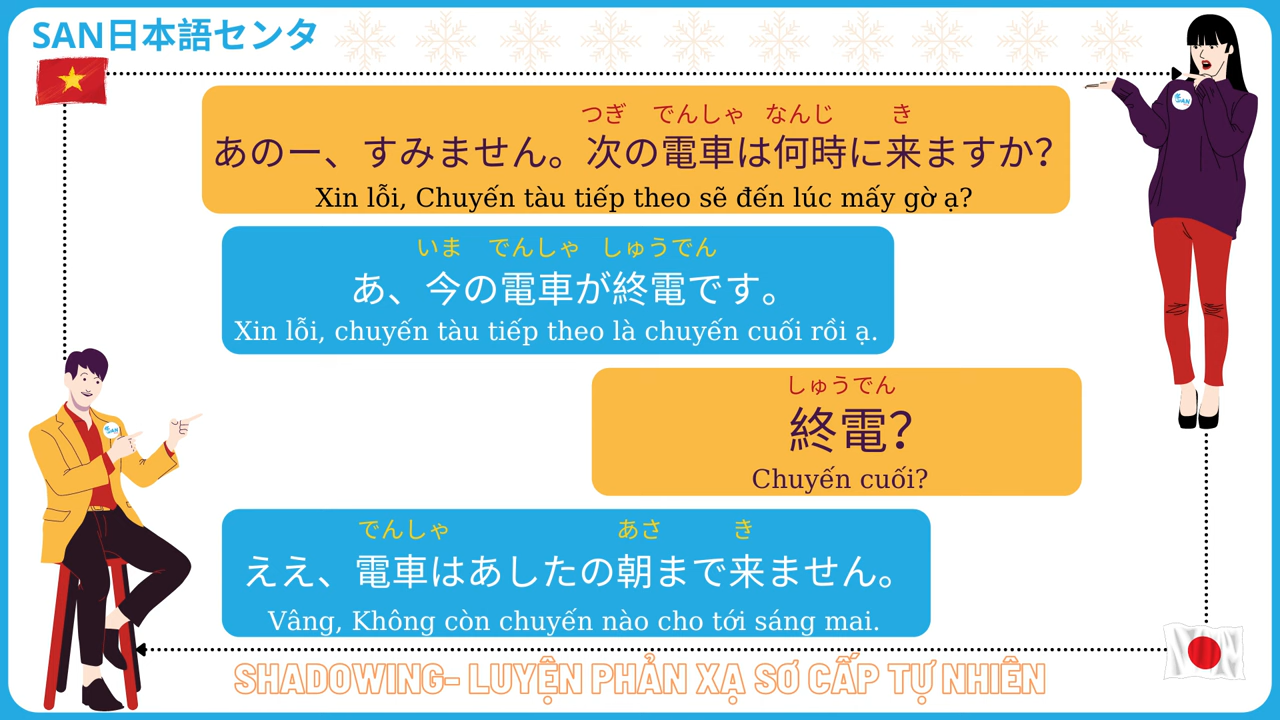 SAN日本語センタ
つぎ でんしゃ なんじ き
あのー、すみません。次の電車は何時に来ますか?
Xin lỗi, Chuyến tàu tiếp theo sẽ đến lúc mấy gờ ạ?
いま でんしゃ しゅうでん
あ、今の電車が終電です。
Xin lỗi, chuyến tàu tiếp theo là chuyến cuối rồi ạ.
しゅうでん
終電?
Chuyến cuối?
でんしゃ あさ き
ええ、電車はあしたの朝まで来ません。
Vâng, Không còn chuyến nào cho tới sáng mai.
SHADOWING- LUYỆN PHẢN XẠ SƠ CẤP TỰ NHIÊN
SAN
SAN